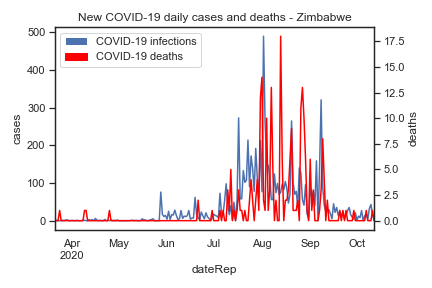 New COVID-19 daily cases and deaths - Zimbabwe
COVID-19 infections
COVID-19 deaths
500
400
300
200
100
0
cases
17.5
15.0
12.5
10.0
7.5
5.0
2.5
0.0
deaths
Apr May Jun Jul Aug Sep Oct
2020
dateRep